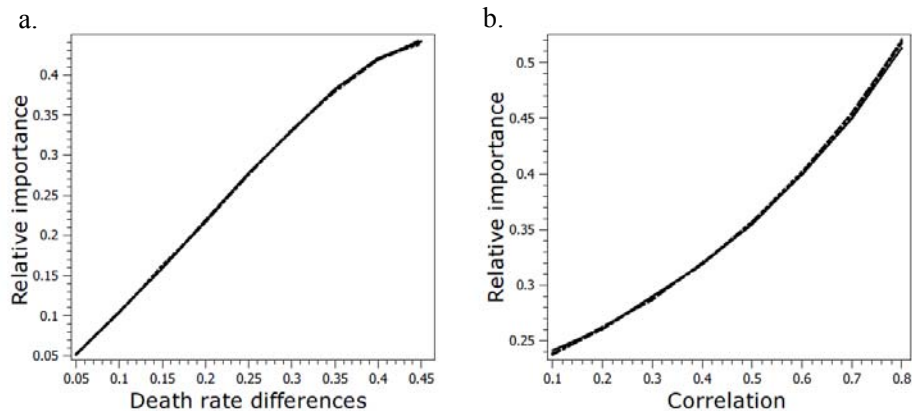 a.
Relative importance
0.4
0.35
0.3
0.25
0.2
0.15
0.1
0.05
0.05 0.1 0.15 0.2 0.25 0.3 0.35 0.4 0.45
Death rate differences
b.
Relative importance
0.5
0.45
0.4
0.35
0.3
0.25
0.1 0.2 0.3 0.4 0.5 0.6 0.7 0.8
Correlation